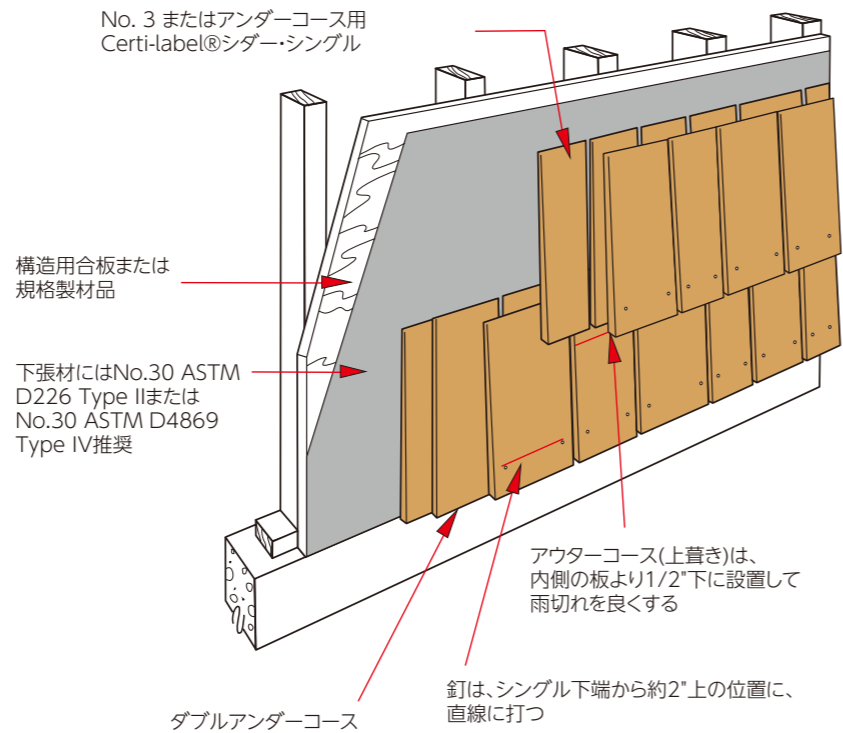 No. 3 またはアンダーコース用
Certi-label®シダー・シングル
構造用合板または
規格製材品
下張材にはNo.30 ASTM
D226 Type IIまたは
No.30 ASTM D4869
Type IV推奨
アウターコース(上葺き)は、
内側の板より1/2"下に設置して
雨切れを良くする
釘は、シングル下端から約2"上の位置に、
直線に打つ
ダブルアンダーコース